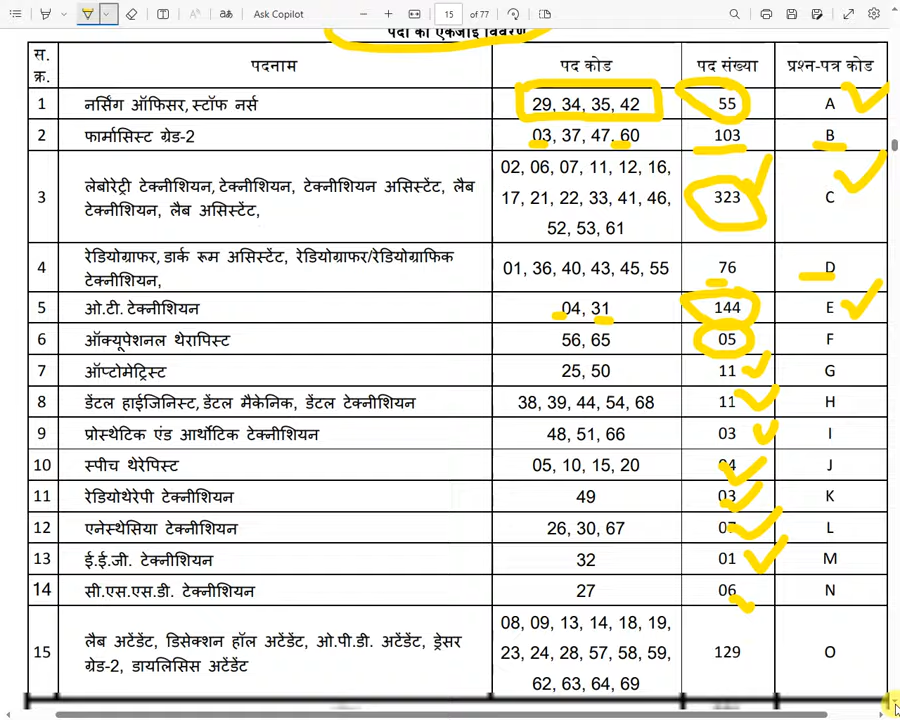 Ask Copilot
15 of 77
पदों का एकजाई विवरण
स. क्र. पदनाम पद कोड पद संख्या प्रश्न-पत्र कोड
1 नर्सिंग ऑफिसर, स्टॉफ नर्स 29, 34, 35, 42 55 A
2 फार्मासिस्ट ग्रेड-2 03, 37, 47. 60 103 B
3 लेबोरेट्री टेक्नीशियन, टेक्नीशियन, टेक्नीशियन असिस्टेंट, लैब
टेक्नीशियन, लैब असिस्टेंट,
02, 06, 07, 11, 12, 16,
17, 21, 22, 33, 41, 46,
52, 53, 61
323 C
4 रेडियोग्राफर, डार्क रूम असिस्टेंट, रेडियोग्राफर/रेडियोग्राफिक
टेक्नीशियन,
01, 36, 40, 43, 45, 55 76 D
5 ओ.टी. टेक्नीशियन 04, 31 144 E
6 ऑक्यूपेशनल थेरापिस्ट 56, 65 05 F
7 ऑप्टोमेट्रिस्ट 25, 50 11 G
8 डेंटल हाईजिनिस्ट, डेंटल मैकेनिक, डेंटल टेक्नीशियन 38, 39, 44, 54, 68 11 H
9 प्रोस्थेटिक एंड आर्थोटिक टेक्नीशियन 48, 51, 66 03 I
10 स्पीच थेरेपिस्ट 05, 10, 15, 20 04 J
11 रेडियोथेरेपी टेक्नीशियन 49 03 K
12 एनेस्थेसिया टेक्नीशियन 26, 30, 67 07 L
13 ई.ई.जी. टेक्नीशियन 32 01 M
14 सी.एस.एस.डी. टेक्नीशियन 27 06 N
15 लैब अटेंडेंट, डिसेक्शन हॉल अटेंडेंट, ओ.पी.डी. अटेंडेंट, ड्रेसर
ग्रेड-2, डायलिसिस अटेंडेंट
08, 09, 13, 14, 18, 19,
23, 24, 28, 57, 58, 59,
62, 63, 64, 69
129 O